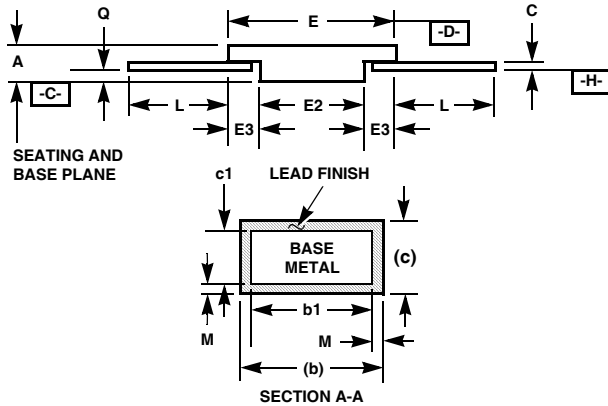 Q
E
-D-
C
A
-C-
-H-
L
E2
L
E3
E3
SEATING AND
BASE PLANE
c1
LEAD FINISH
BASE
METAL
(c)
b1
M
M
(b)
SECTION A-A